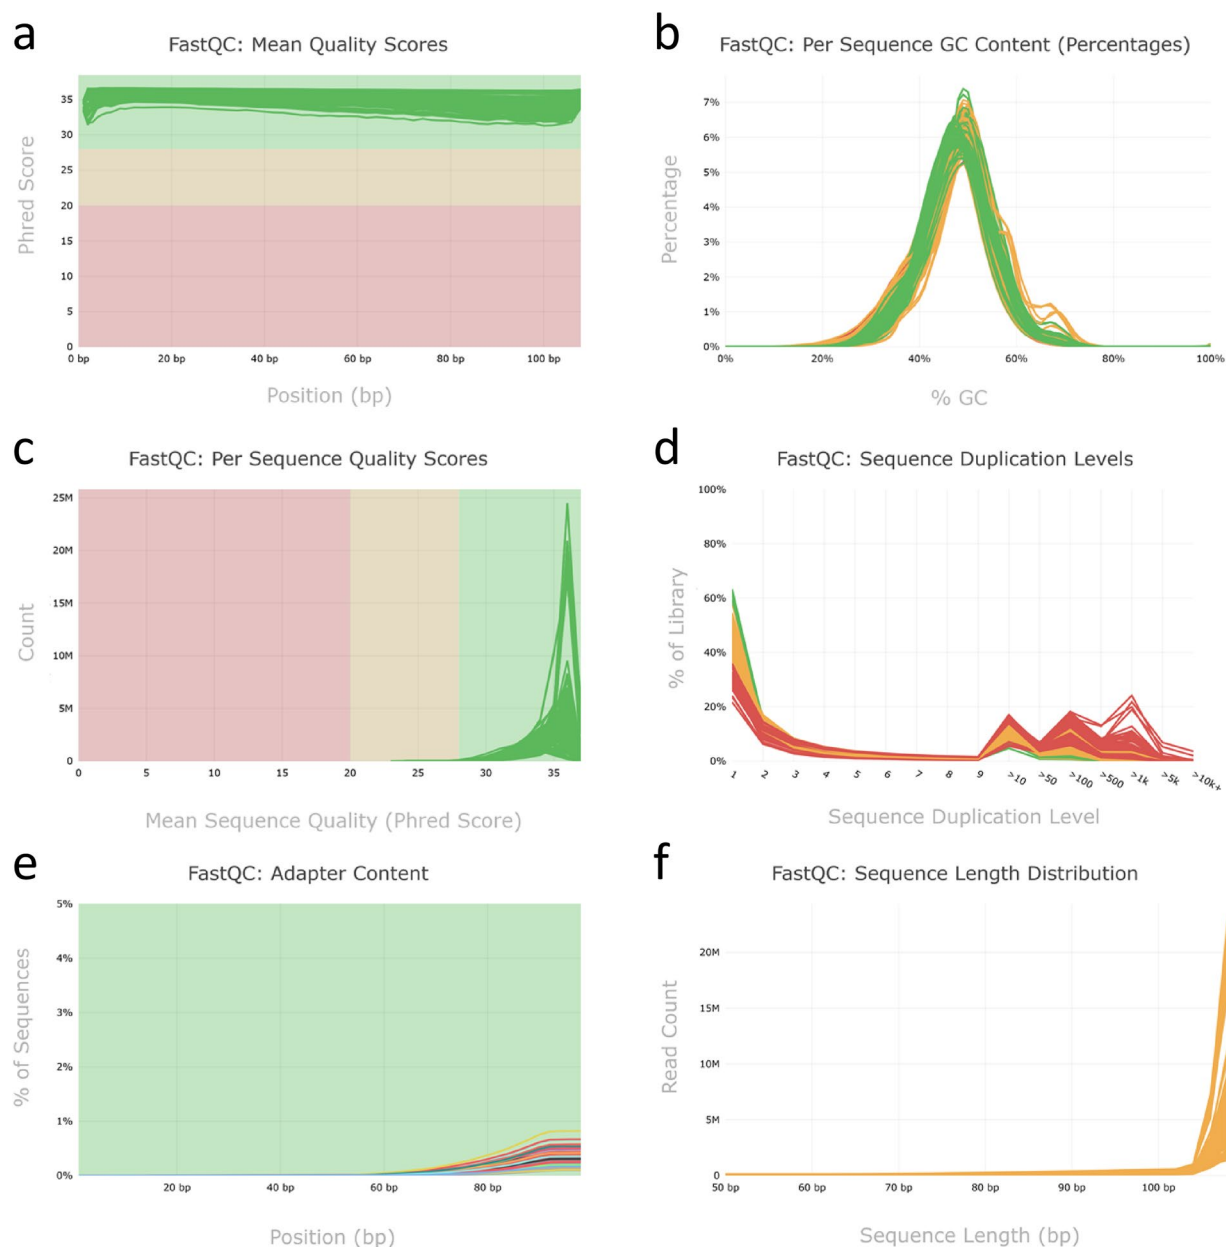 a
FastQC: Mean Quality Scores
Phred Score
35
30
25
20
15
10
5
0
0 bp 20 bp 40 bp 60 bp 80 bp 100 bp
Position (bp)
b
FastQC: Per Sequence GC Content (Percentages)
Percentage
7%
6%
5%
4%
3%
2%
1%
0%
0% 20% 40% 60% 80% 100%
% GC
c
FastQC: Per Sequence Quality Scores
Count
25M
20M
15M
10M
5M
0
0 5 10 15 20 25 30 35
Mean Sequence Quality (Phred Score)
d
FastQC: Sequence Duplication Levels
% of Library
100%
80%
60%
40%
20%
0%
1 2 3 4 5 6 7 8 9 >10 >50 >100 >500 >1k >5k >10k+
Sequence Duplication Level
e
FastQC: Adapter Content
% of Sequences
5%
4%
3%
2%
1%
0%
20 bp 40 bp 60 bp 80 bp
Position (bp)
f
FastQC: Sequence Length Distribution
Read Count
20M
15M
10M
5M
0
50 bp 60 bp 70 bp 80 bp 90 bp 100 bp
Sequence Length (bp)